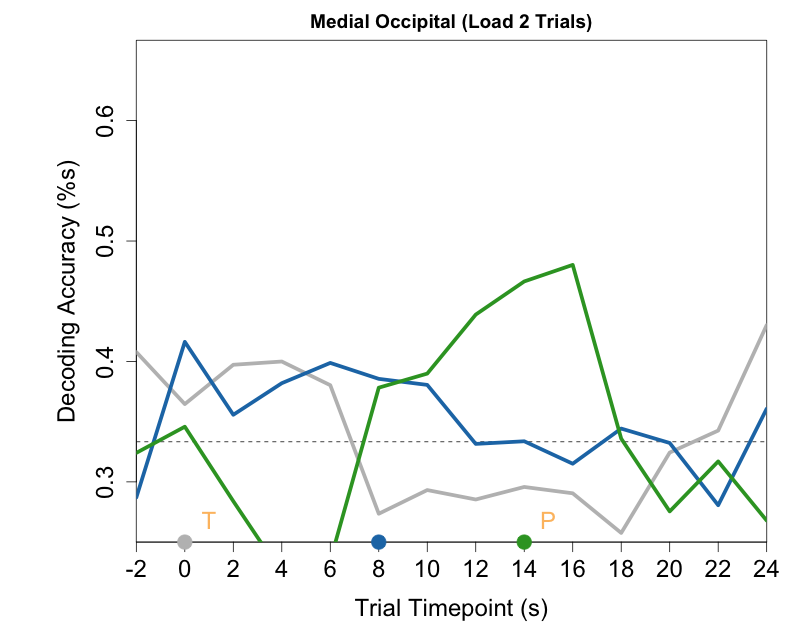 Medial Occipital (Load 2 Trials)
Decoding Accuracy (%s)
0.6
0.5
0.4
0.3
T
P
-2 0 2 4 6 8 10 12 14 16 18 20 22 24
Trial Timepoint (s)